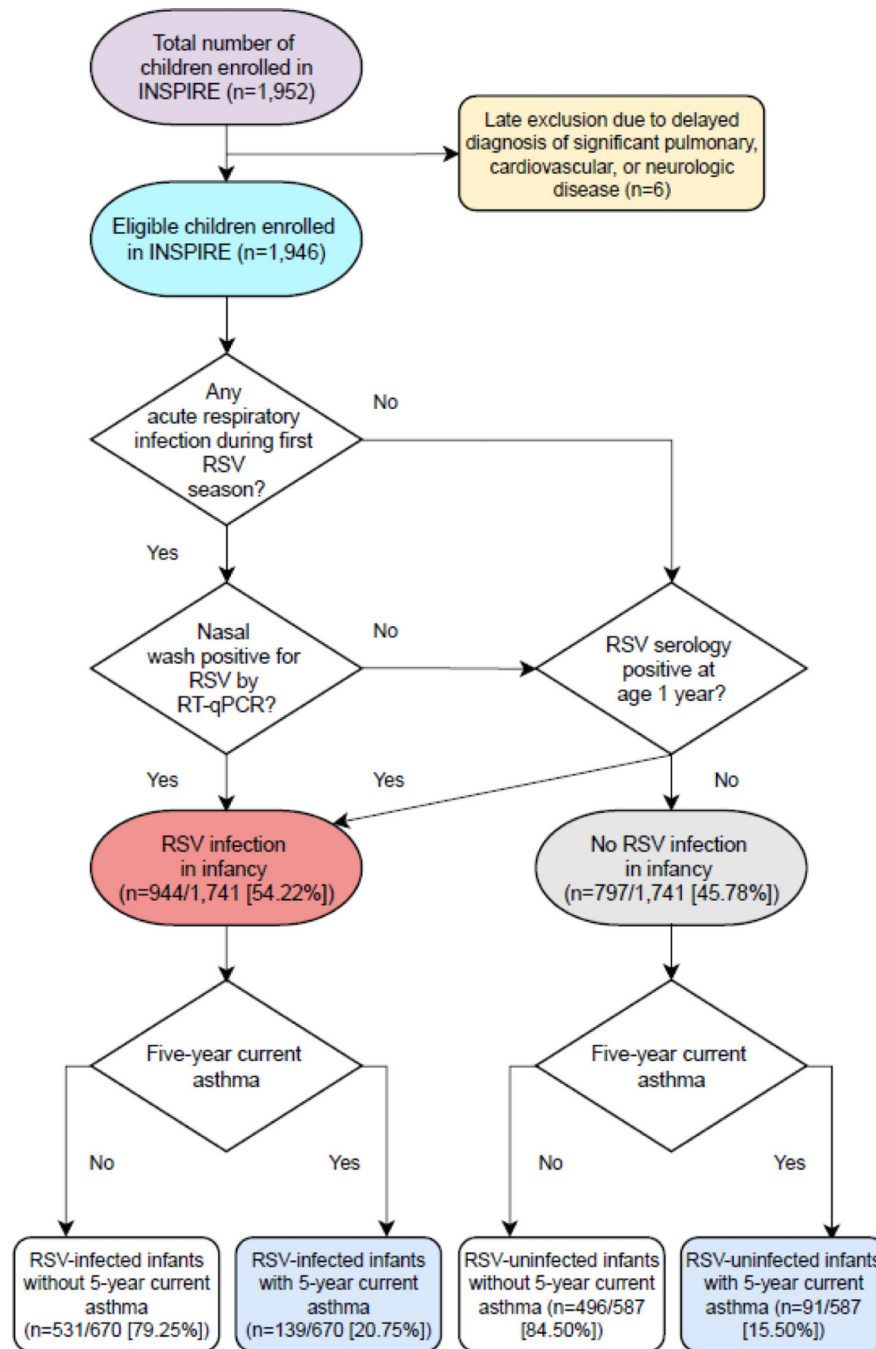 Total number of
children enrolled in
INSPIRE (n=1,952)
Late exclusion due to delayed
diagnosis of significant pulmonary,
cardiovascular, or neurologic
disease (n=6)
Eligible children enrolled
in INSPIRE (n=1,946)
Any
acute respiratory
infection during first
RSV
season?
No
Yes
Nasal
wash positive for
RSV by
RT-qPCR?
No
RSV serology
positive at
age 1 year?
Yes
Yes
No
RSV infection
in infancy
(n=944/1,741 [54.22%])
No RSV infection
in infancy
(n=797/1,741 [45.78%])
Five-year current
asthma
Five-year current
asthma
No
Yes
No
Yes
RSV-infected infants
without 5-year current
asthma
(n=531/670 [79.25%])
RSV-infected infants
with 5-year current
asthma
(n=139/670 [20.75%])
RSV-uninfected infants
without 5-year current
asthma (n=496/587
[84.50%])
RSV-uninfected infants
with 5-year current
asthma (n=91/587
[15.50%])